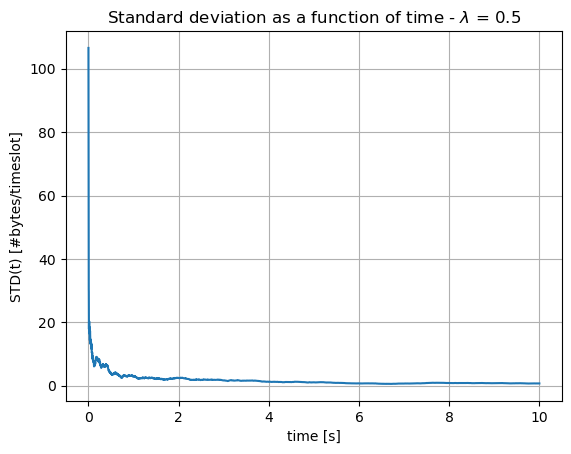 Standard deviation as a function of time - λ = 0.5
STD(t) [#bytes/timeslot]
100
80
60
40
20
0
0 2 4 6 8 10
time [s]